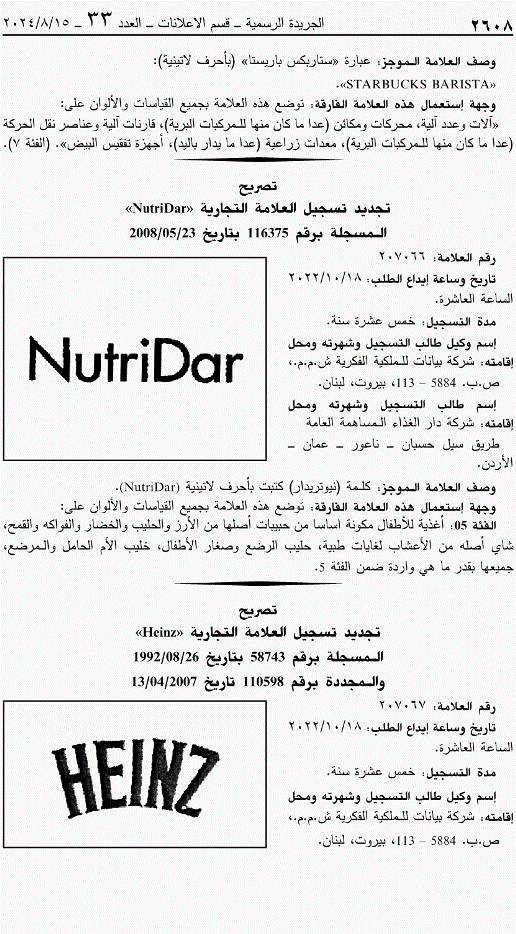 ٢٦٠٨
الجريدة الرسمية – قسم الاعلانات – العدد ٣٣ – ٢٠٢٤/٨/١٥
وصف العلامة الموجز: عبارة «ستاربكس باريستا» (بأحرف لاتينية):
«STARBUCKS BARISTA».
وجهة إستعمال هذه العلامة الفارقة: توضع هذه العلامة بجميع القياسات والألوان على:
«آلات وعدد آلية، محركات ومكائن (عدا ما كان منها للمركبات البرية)، قارنات آلية وعناصر نقل الحركة
(عدا ما كان منها للمركبات البرية)، معدات زراعية (عدا ما يدار باليد)، أجهزة تفقيس البيض». (الفئة ٧).
تصريح
تجديد تسجيل العلامة التجارية «NutriDar»
المسجلة برقم 116375 بتاريخ 2008/05/23
رقم العلامة: ٢٠٧٠٦٦
تاريخ وساعة إيداع الطلب: ٢٠٢٢/١٠/١٨
الساعة العاشرة.
مدة التسجيل: خمس عشرة سنة.
إسم وكيل طالب التسجيل وشهرته ومحل
إقامته: شركة بيانات للملكية الفكرية ش.م.م.،
ص.ب. 5884 – 113، بيروت، لبنان.
إسم طالب التسجيل وشهرته ومحل
إقامته: شركة دار الغذاء المساهمة العامة
طريق سيل حسبان – ناعور – عمان –
الأردن.
NutriDar
وصف العلامة الموجز: كلمة (نيوتريدار) كتبت بأحرف لاتينية (NutriDar).
وجهة إستعمال هذه العلامة الفارقة: توضع هذه العلامة بجميع القياسات والألوان على:
الفئة 05: أغذية للأطفال مكونة اساسا من حبيبات أصلها من الأرز والحليب والخضار والفواكه والقمح،
شاي أصله من الأعشاب لغايات طبية، حليب الرضع وصغار الأطفال، خليب الأم الحامل والمرضع،
جميعها بقدر ما هي واردة ضمن الفئة 5.
تصريح
تجديد تسجيل العلامة التجارية «Heinz»
المسجلة برقم 58743 بتاريخ 1992/08/26
والمجددة برقم 110598 تاريخ 13/04/2007
رقم العلامة: ٢٠٧٠٦٧
تاريخ وساعة إيداع الطلب: ٢٠٢٢/١٠/١٨
الساعة العاشرة.
مدة التسجيل: خمس عشرة سنة.
إسم وكيل طالب التسجيل وشهرته ومحل
إقامته: شركة بيانات للملكية الفكرية ش.م.م.،
ص.ب. 5884 – 113، بيروت، لبنان.
HEINZ